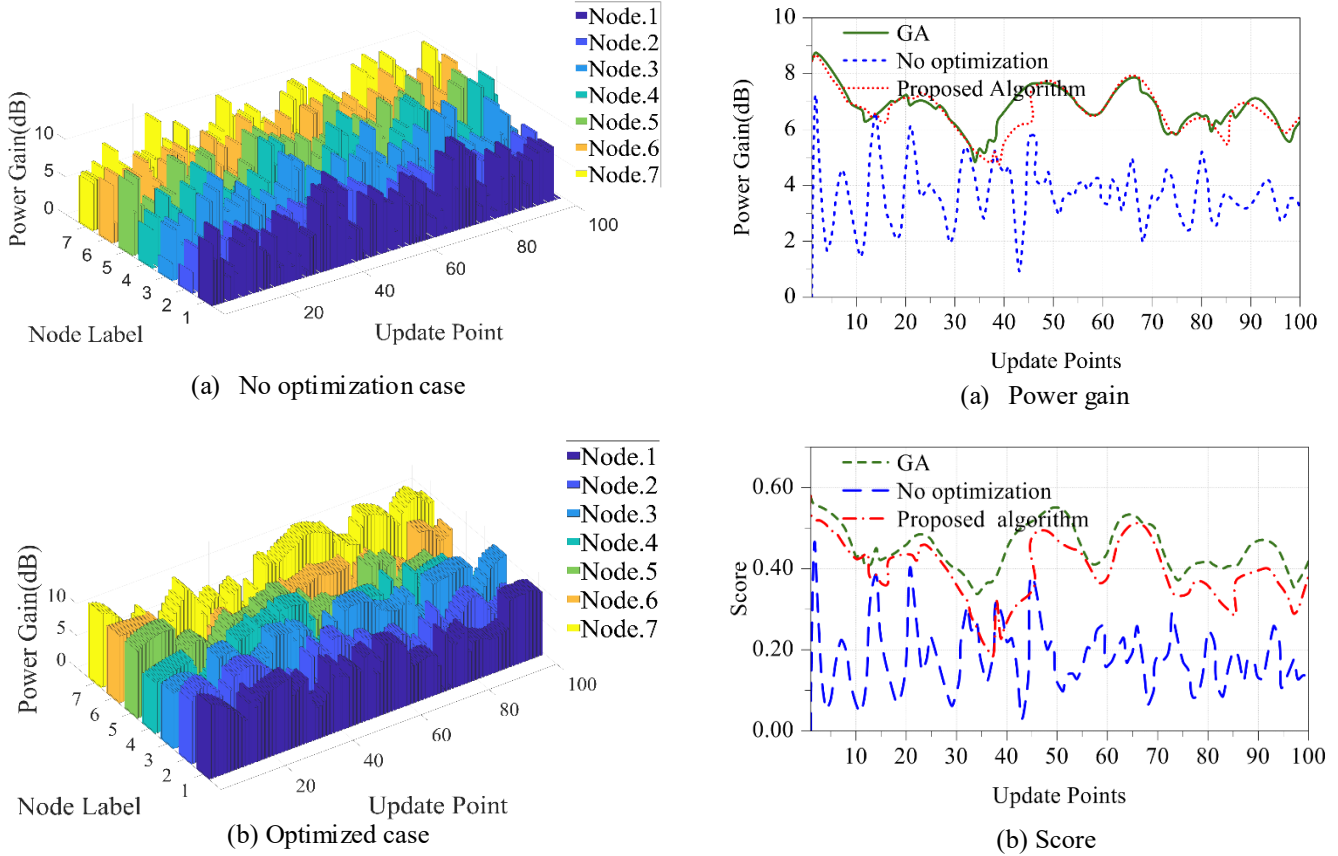 Node.1
Node.2
Node.3
Node.4
Node.5
Node.6
Node.7
Power Gain(dB)
10
5
0
7
6
5
4
3
2
1
20
40
60
80
100
Node Label
Update Point
(a) No optimization case
10
8
6
4
2
0
Power Gain(dB)
GA
No optimization
Proposed Algorithm
10 20 30 40 50 60 70 80 90 100
Update Points
(a) Power gain
Node.1
Node.2
Node.3
Node.4
Node.5
Node.6
Node.7
Power Gain(dB)
10
5
0
7
6
5
4
3
2
1
20
40
60
80
100
Node Label
Update Point
(b) Optimized case
0.60
0.40
0.20
0.00
Score
GA
No optimization
Proposed algorithm
10 20 30 40 50 60 70 80 90 100
Update Points
(b) Score